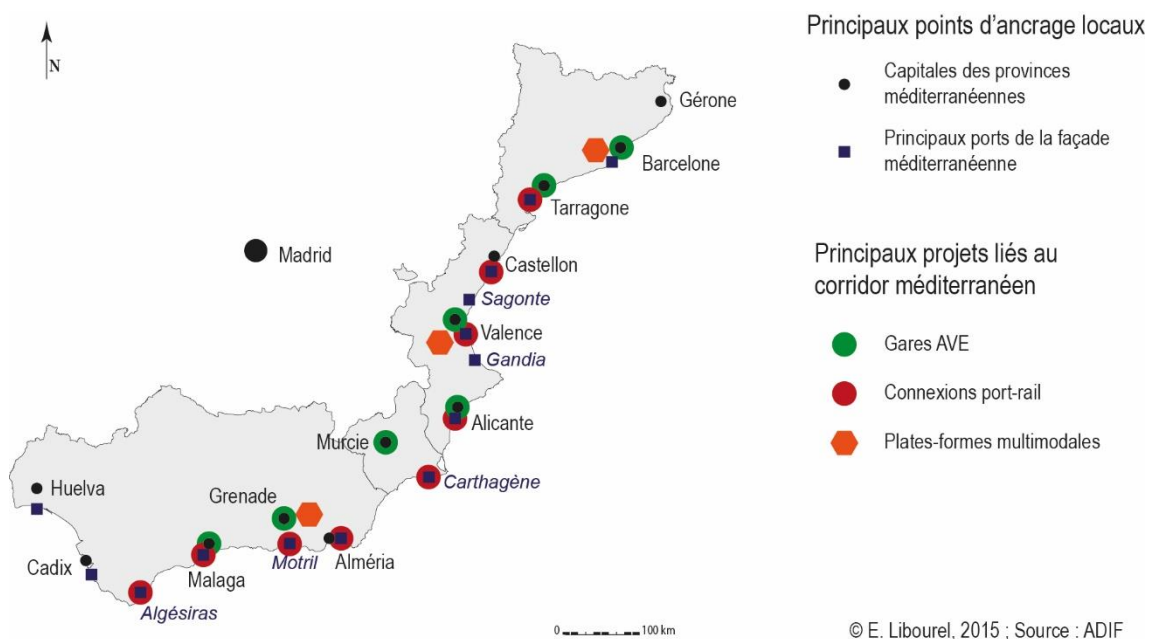 N
Gérone
Barcelone
Tarragone
Madrid
Castellon
Sagonte
Valence
Gandia
Alicante
Murcie
Carthagène
Huelva
Grenade
Cadix
Malaga
Motril
Alméria
Algésiras
0 100 km
Principaux points d’ancrage locaux
Capitales des provinces
méditerranéennes
Principaux ports de la façade
méditerranéenne
Principaux projets liés au
corridor méditerranéen
Gares AVE
Connexions port-rail
Plates-formes multimodales
© E. Libourel, 2015 ; Source : ADIF